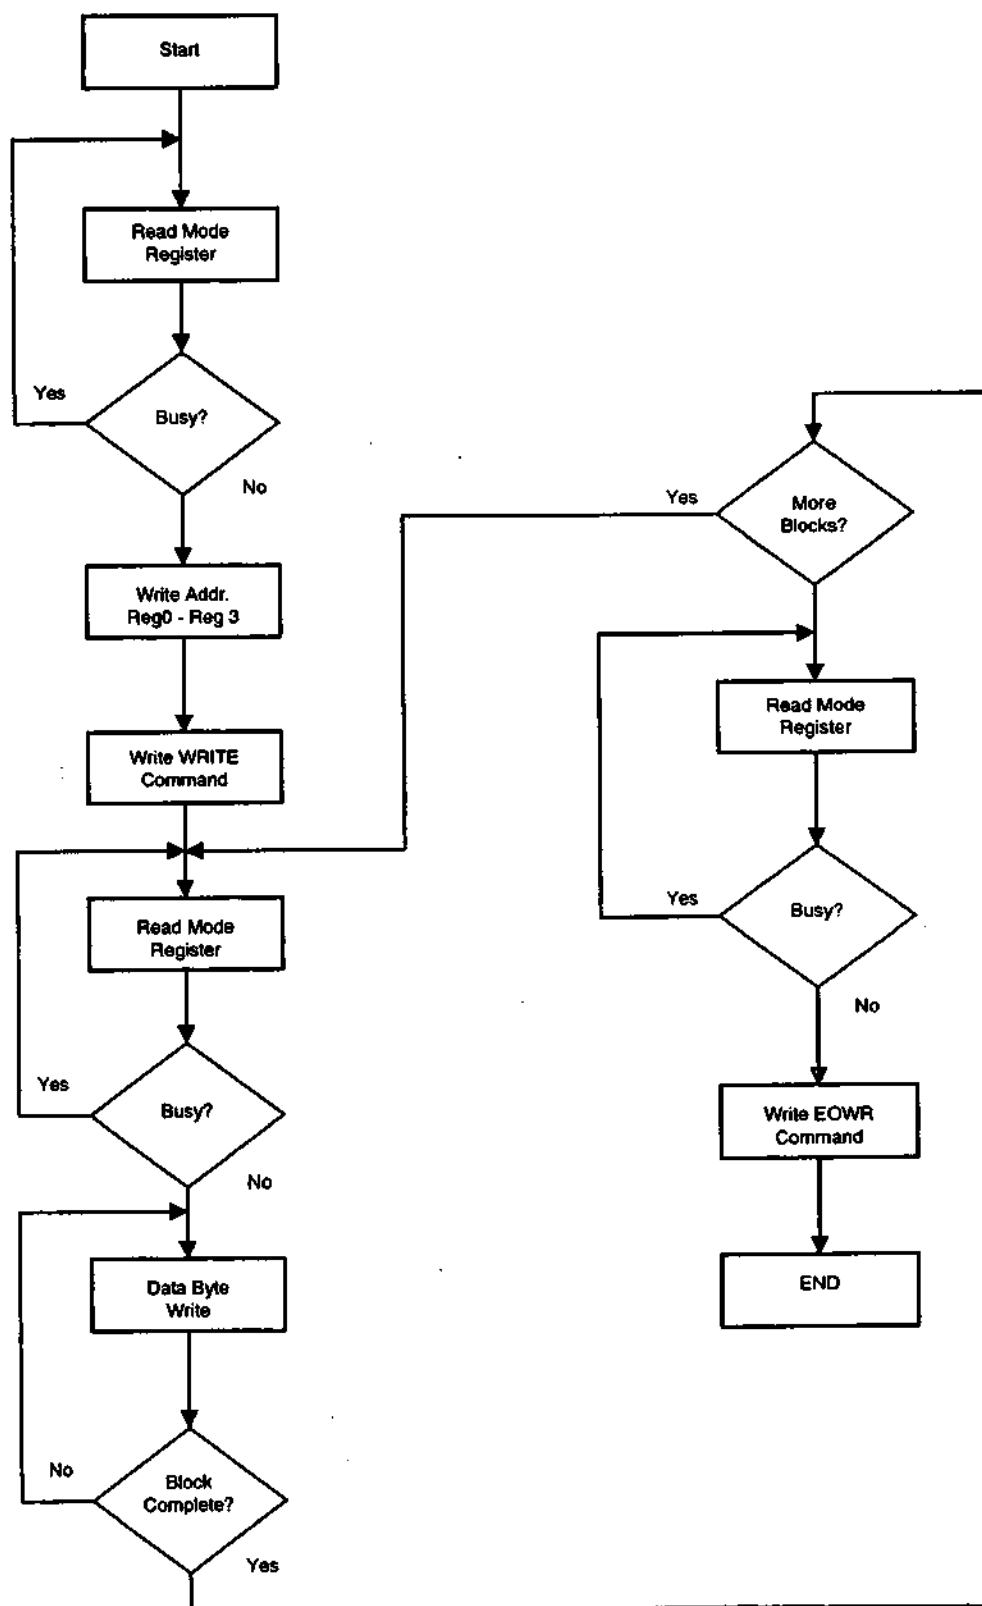 Start
Read Mode
Register
Yes
Busy?
No
Write Addr.
Reg0 - Reg 3
Write WRITE
Command
Read Mode
Register
Yes
Busy?
No
Data Byte
Write
No
Block
Complete?
Yes
Yes
More
Blocks?
Read Mode
Register
Yes
Busy?
No
Write EOWR
Command
END